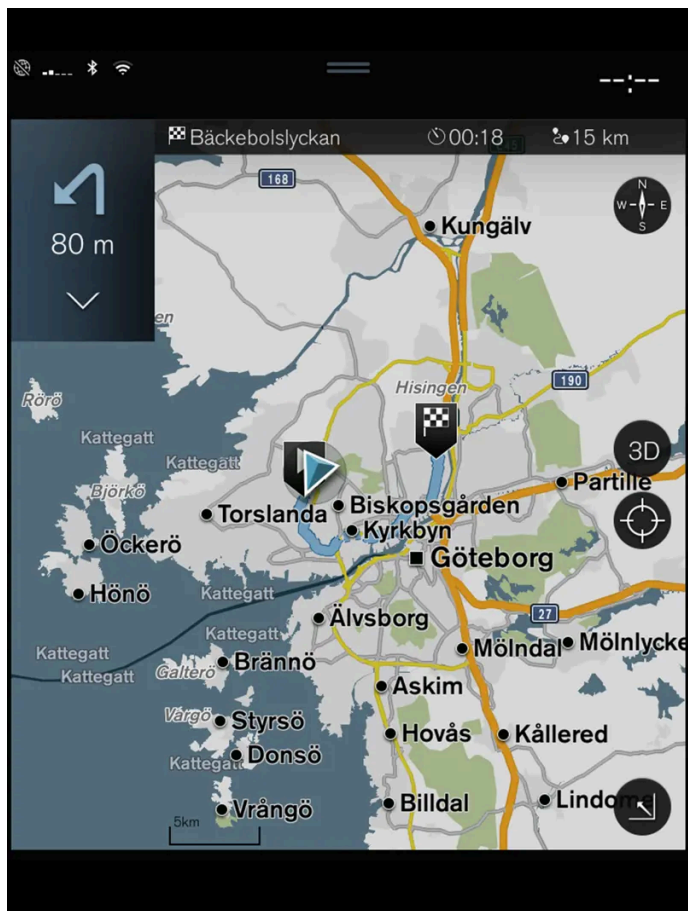 --:--
Bäckebolslyckan 00:18 15 km
80 m
168
Kungälv
N
W E
S
en
190
Hisingen
Rörö
Kattegatt
Kattegatt
3D
Partille
Björkö
Biskopsgården
Torslanda
Kyrkbyn
Öckerö
Göteborg
Hönö
Kattegatt
27
Älvsborg
Kattegatt
Mölndal
Mölnlycke
Kattegatt
Brännö
Galterö
Kattegatt
Askim
Vargö
Styrsö
Hovås
Kållered
Donsö
Kattegatt
Billdal
Lindome
Vrångö
5km